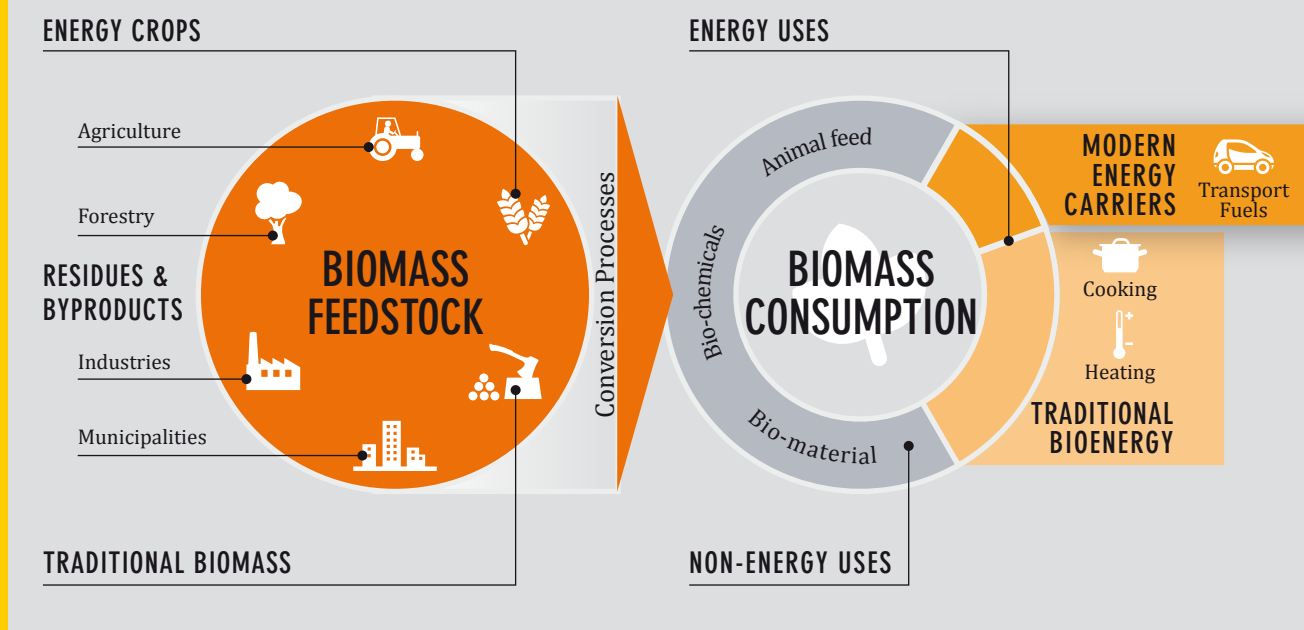 ENERGY CROPS
Agriculture
Forestry
RESIDUES &
BYPRODUCTS
Industries
Municipalities
TRADITIONAL BIOMASS
BIOMASS
FEEDSTOCK
Conversion Processes
ENERGY USES
Animal feed
Bio-chemicals
Bio-material
BIOMASS
CONSUMPTION
NON-ENERGY USES
MODERN
ENERGY
CARRIERS
Transport
Fuels
Cooking
Heating
TRADITIONAL
BIOENERGY